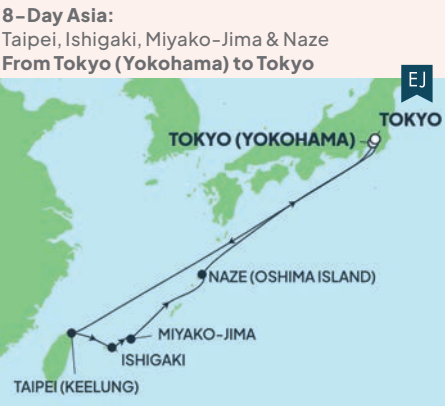 8-Day Asia:
Taipei, Ishigaki, Miyako-Jima & Naze
From Tokyo (Yokohama) to Tokyo
EJ
TOKYO
TOKYO (YOKOHAMA)
NAZE (OSHIMA ISLAND)
MIYAKO-JIMA
ISHIGAKI
TAIPEI (KEELUNG)